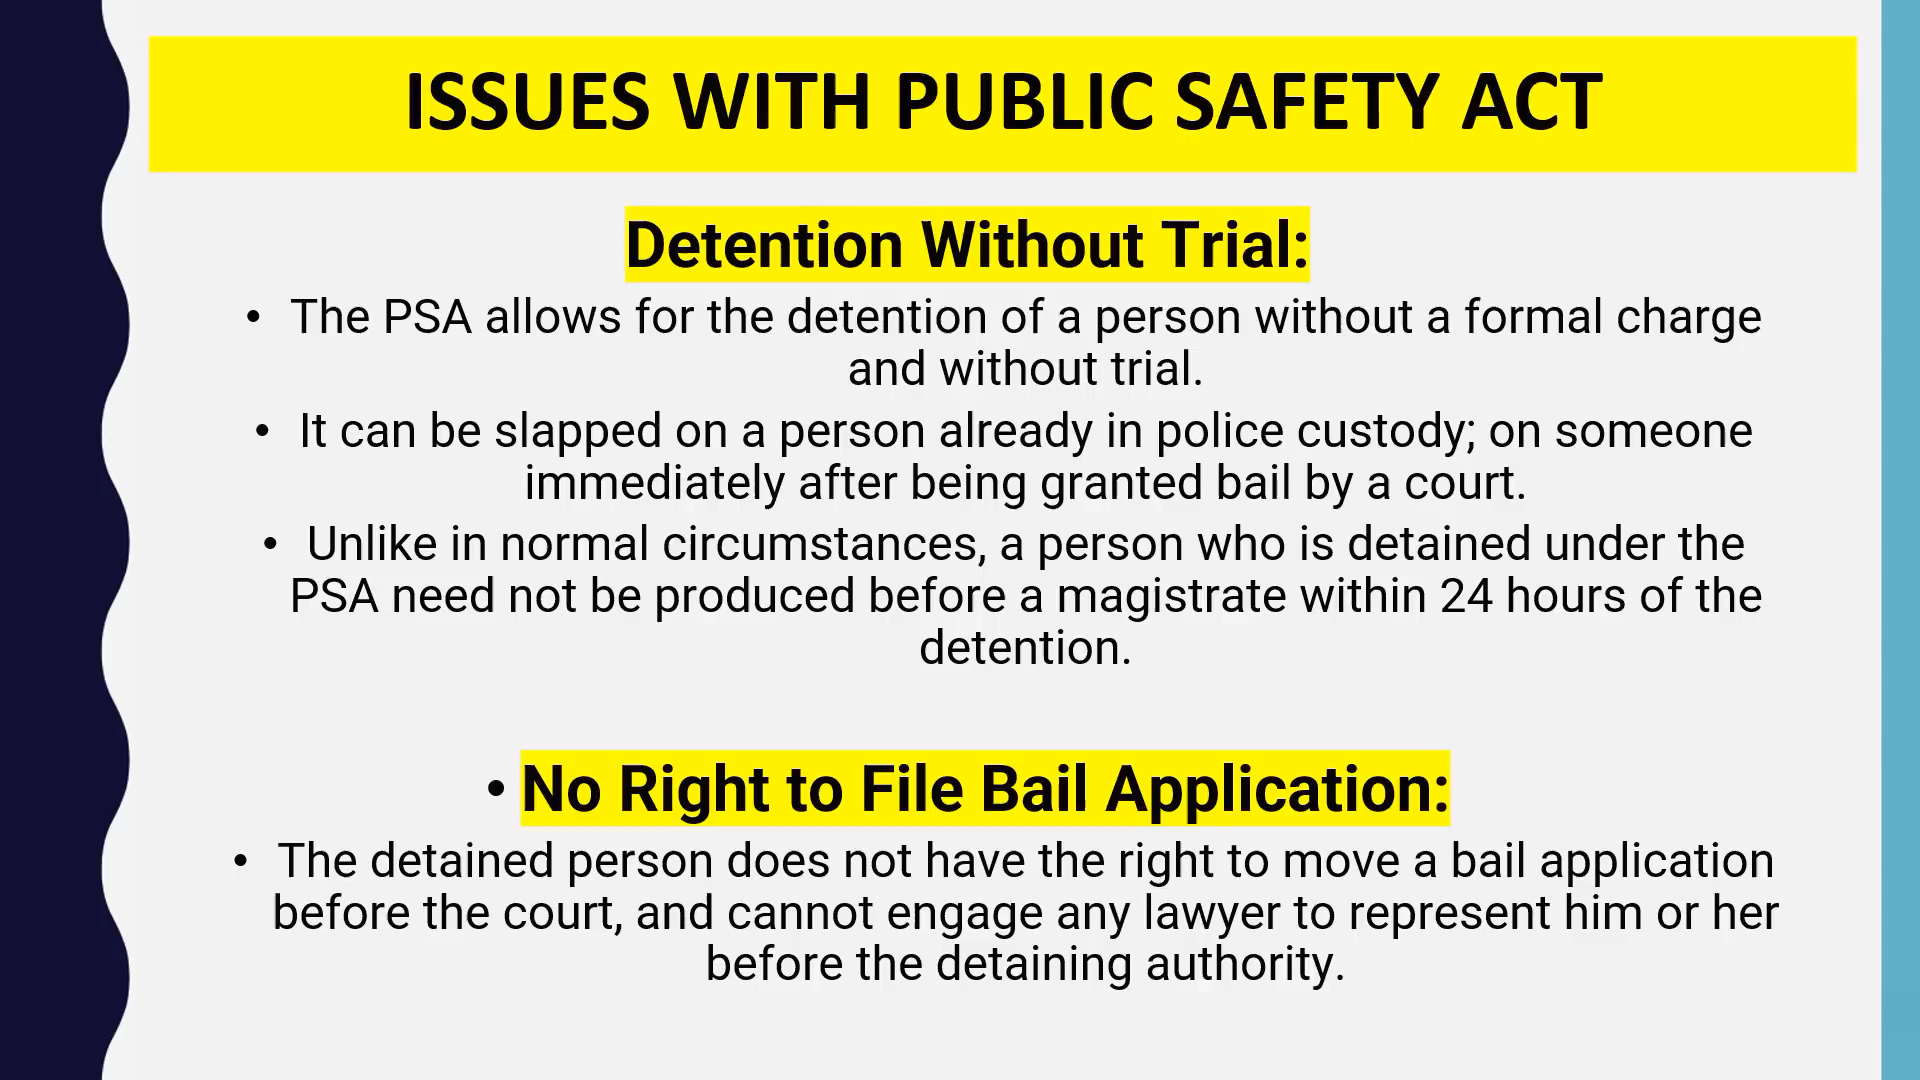 ISSUES WITH PUBLIC SAFETY ACT
Detention Without Trial:
• The PSA allows for the detention of a person without a formal charge
and without trial.
• It can be slapped on a person already in police custody; on someone
immediately after being granted bail by a court.
• Unlike in normal circumstances, a person who is detained under the
PSA need not be produced before a magistrate within 24 hours of the
detention.
• No Right to File Bail Application:
• The detained person does not have the right to move a bail application
before the court, and cannot engage any lawyer to represent him or her
before the detaining authority.